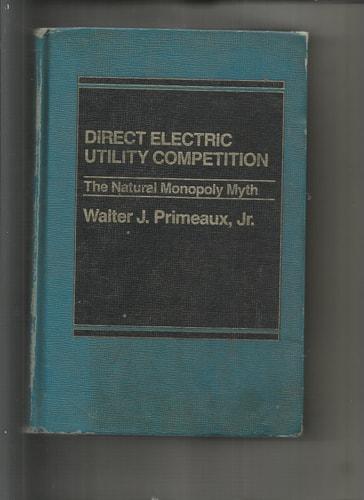 DIRECT ELECTRIC
UTILITY COMPETITION
The Natural Monopoly Myth
Walter J. Primeaux, Jr.